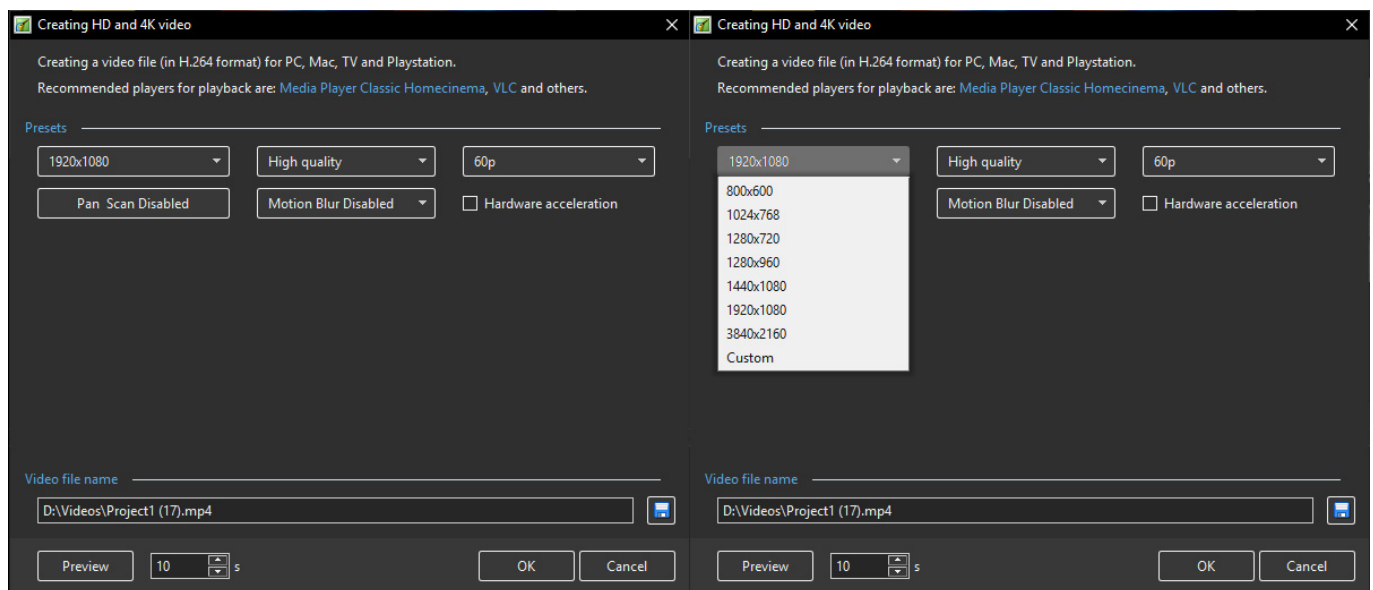 Creating HD and 4K video
Creating a video file (in H.264 format) for PC, Mac, TV and Playstation.
Recommended players for playback are: Media Player Classic Homecinema, VLC and others.
Presets
1920x1080 High quality 60p
Pan Scan Disabled Motion Blur Disabled Hardware acceleration
Video file name
D:\Videos\Project1 (17).mp4
Preview 10 s OK Cancel
Creating HD and 4K video
Creating a video file (in H.264 format) for PC, Mac, TV and Playstation.
Recommended players for playback are: Media Player Classic Homecinema, VLC and others.
Presets
1920x1080 High quality 60p
800x600
Motion Blur Disabled Hardware acceleration
1024x768
1280x720
1280x960
1440x1080
1920x1080
3840x2160
Custom
Video file name
D:\Videos\Project1 (17).mp4
Preview 10 s OK Cancel